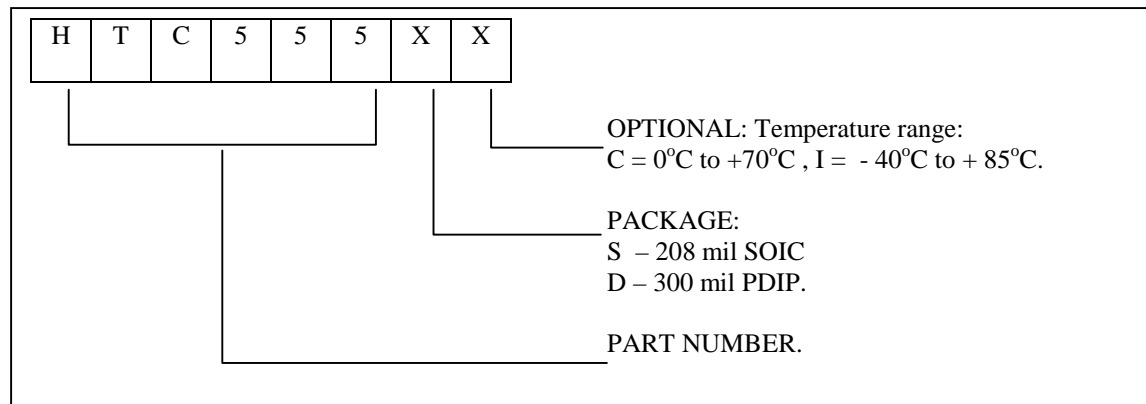 H T C 5 5 5 X X
OPTIONAL: Temperature range:
C = 0°C to +70°C , I = - 40°C to + 85°C.
PACKAGE:
S – 208 mil SOIC
D – 300 mil PDIP.
PART NUMBER.